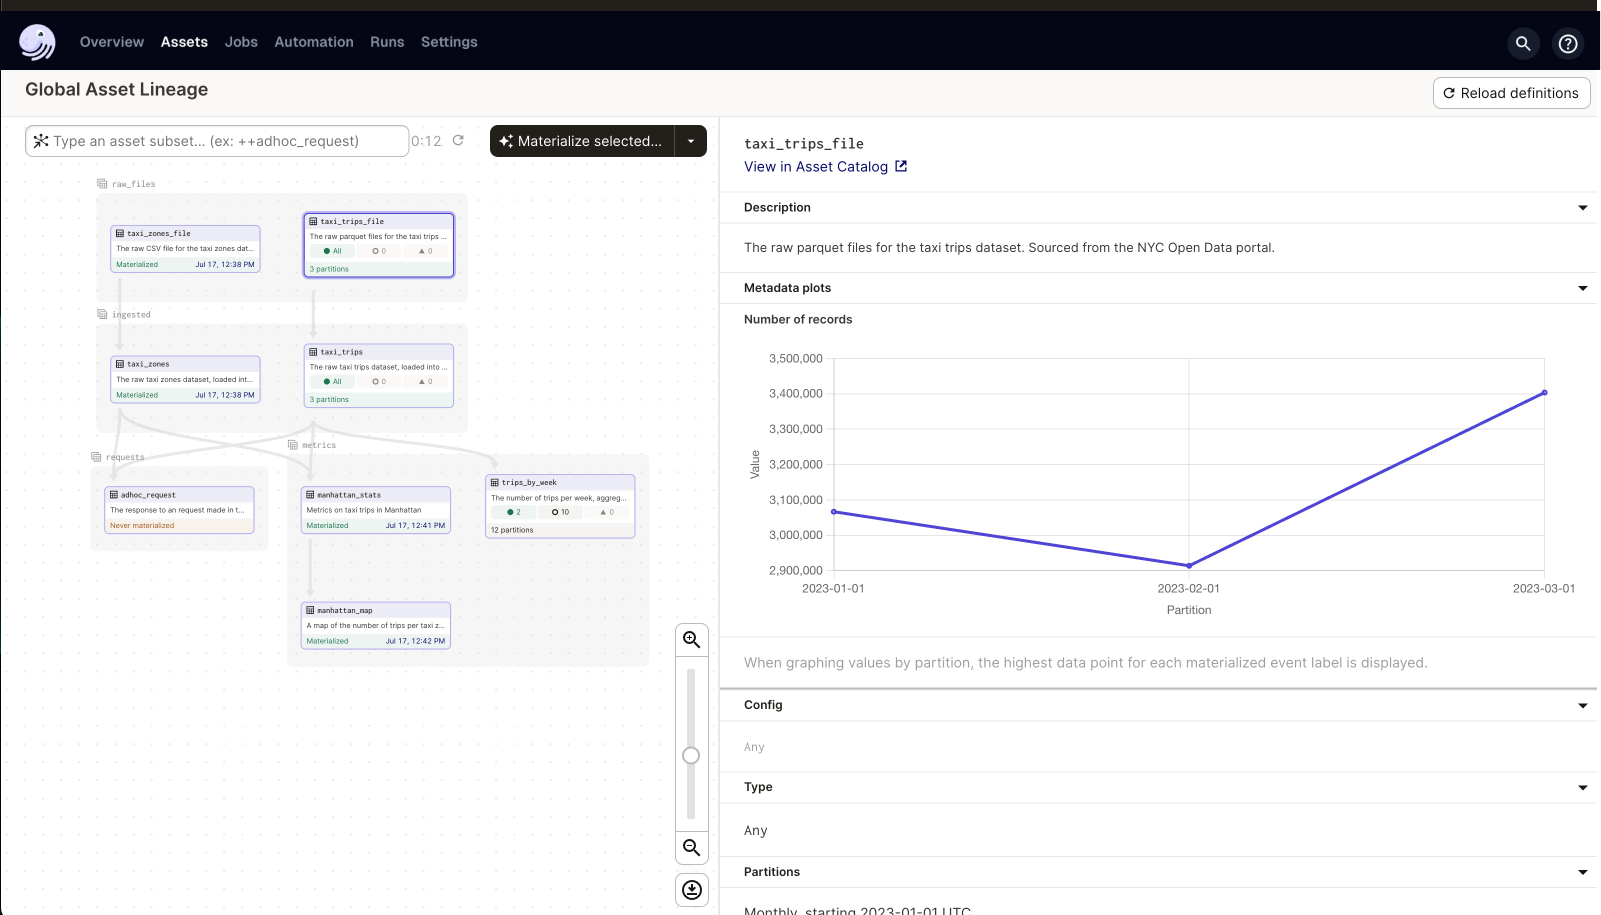 Overview Assets Jobs Automation Runs Settings
Global Asset Lineage
Reload definitions
Type an asset subset... (ex: ++adhoc_request)
0:12
Materialize selected...
raw_files
taxi_zones_file
The raw CSV file for the taxi zones dat...
Materialized Jul 17, 12:38 PM
taxi_trips_file
The raw parquet files for the taxi trips ...
All 0 0
3 partitions
ingested
taxi_zones
The raw taxi zones dataset, loaded int...
Materialized Jul 17, 12:38 PM
taxi_trips
The raw taxi trips dataset, loaded into ...
All 0 0
3 partitions
requests
adhoc_request
The response to an request made in t...
Never materialized
metrics
manhattan_stats
Metrics on taxi trips in Manhattan
Materialized Jul 17, 12:41 PM
trips_by_week
The number of trips per week, aggreg...
2 10 0
12 partitions
manhattan_map
A map of the number of trips per taxi z...
Materialized Jul 17, 12:42 PM
taxi_trips_file
View in Asset Catalog
Description
The raw parquet files for the taxi trips dataset. Sourced from the NYC Open Data portal.
Metadata plots
Number of records
Value
3,500,000
3,400,000
3,300,000
3,200,000
3,100,000
3,000,000
2,900,000
2023-01-01 2023-02-01 2023-03-01
Partition
When graphing values by partition, the highest data point for each materialized event label is displayed.
Config
Any
Type
Any
Partitions
Monthly, starting 2023-01-01 UTC.